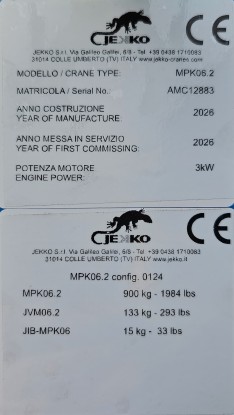 JEKKO
CE
JEKKO S.r.l. Via Galileo Galilei, 6/8 - Tel. +39 0438 1710083
31014 COLLE UMBERTO (TV) ITALY www.jekko-cranes.com
MODELLO / CRANE TYPE: MPK06.2
MATRICOLA / Serial No.: AMC12883
ANNO COSTRUZIONE
YEAR OF MANUFACTURE: 2026
ANNO MESSA IN SERVIZIO
YEAR OF FIRST COMMISSING: 2026
POTENZA MOTORE 3kW
ENGINE POWER:
JEKKO
CE
JEKKO S.r.l. Via Galileo Galilei, 6/8 - Tel. +39 0438 1710083
31014 COLLE UMBERTO (TV) ITALY www.jekko.it
MPK06.2 config. 0124
MPK06.2 900 kg - 1984 lbs
JVM06.2 133 kg - 293 lbs
JIB-MPK06 15 kg - 33 lbs